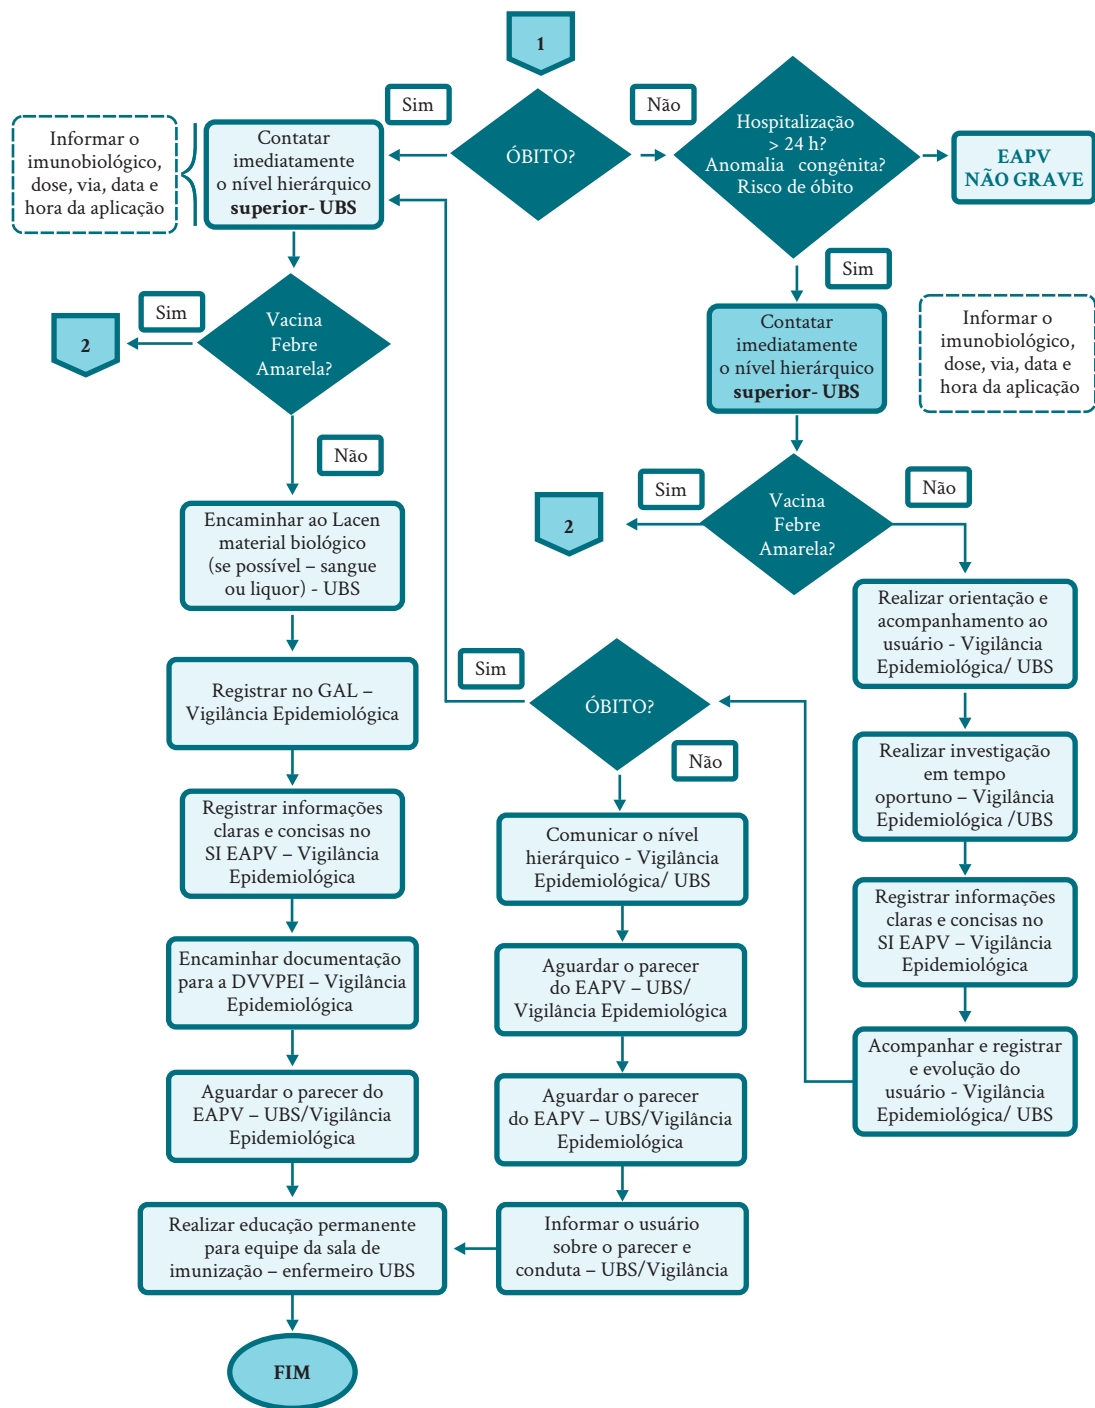 1
Sim
Não
ÓBITO?
Hospitalização
> 24 h?
Anomalia congênita?
Risco de óbito
EAPV
NÃO GRAVE
Informar o
imunobiológico,
dose, via, data e
hora da aplicação
Contatar
imediatamente
o nível hierárquico
superior- UBS
Sim
Vacina
Febre
Amarela?
Sim
2
Contatar
imediatamente
o nível hierárquico
superior- UBS
Informar o
imunobiológico,
dose, via, data e
hora da aplicação
Não
Sim
Vacina
Febre
Amarela?
Não
2
Encaminhar ao Lacen
material biológico
(se possível – sangue
ou liquor) - UBS
Realizar orientação e
acompanhamento ao
usuário - Vigilância
Epidemiológica/ UBS
Registrar no GAL –
Vigilância Epidemiológica
Sim
ÓBITO?
Não
Realizar investigação
em tempo
oportuno – Vigilância
Epidemiológica /UBS
Registrar informações
claras e concisas no
SI EAPV – Vigilância
Epidemiológica
Comunicar o nível
hierárquico - Vigilância
Epidemiológica/ UBS
Registrar informações
claras e concisas no
SI EAPV – Vigilância
Epidemiológica
Encaminhar documentação
para a DVVPEI – Vigilância
Epidemiológica
Aguardar o parecer
do EAPV – UBS/
Vigilância Epidemiológica
Acompanhar e registrar
e evolução do
usuário - Vigilância
Epidemiológica/ UBS
Aguardar o parecer do
EAPV – UBS/Vigilância
Epidemiológica
Aguardar o parecer
do EAPV – UBS/Vigilância
Epidemiológica
Realizar educação permanente
para equipe da sala de
imunização – enfermeiro UBS
Informar o usuário
sobre o parecer e
conduta – UBS/Vigilância
FIM